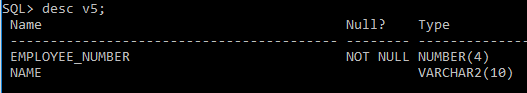 SQL> desc v5;
Name Null? Type
----------------------------------------- -------- ---------------
EMPLOYEE_NUMBER NOT NULL NUMBER(4)
NAME VARCHAR2(10)